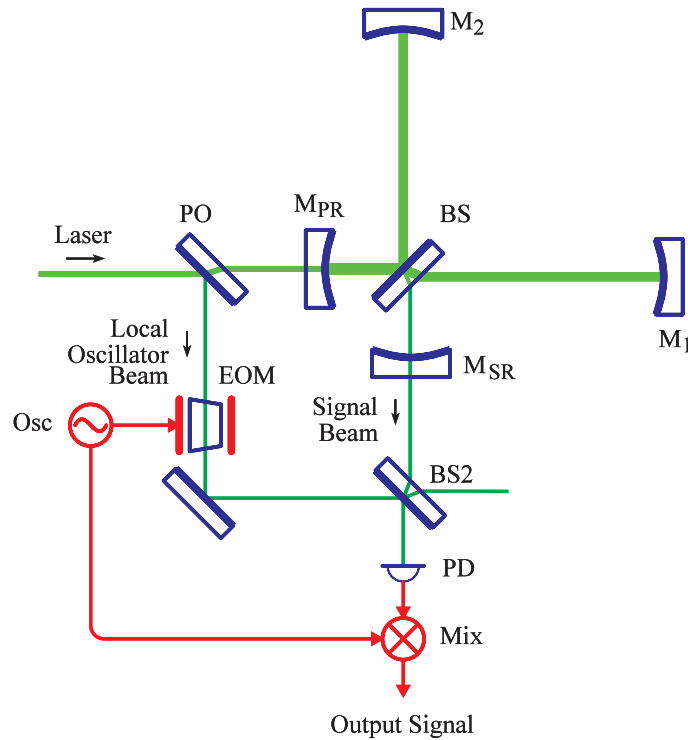 M2
PO
MPR
BS
Laser
M1
Local
Oscillator
Beam
EOM
MSR
Signal
Beam
Osc
BS2
PD
Mix
Output Signal